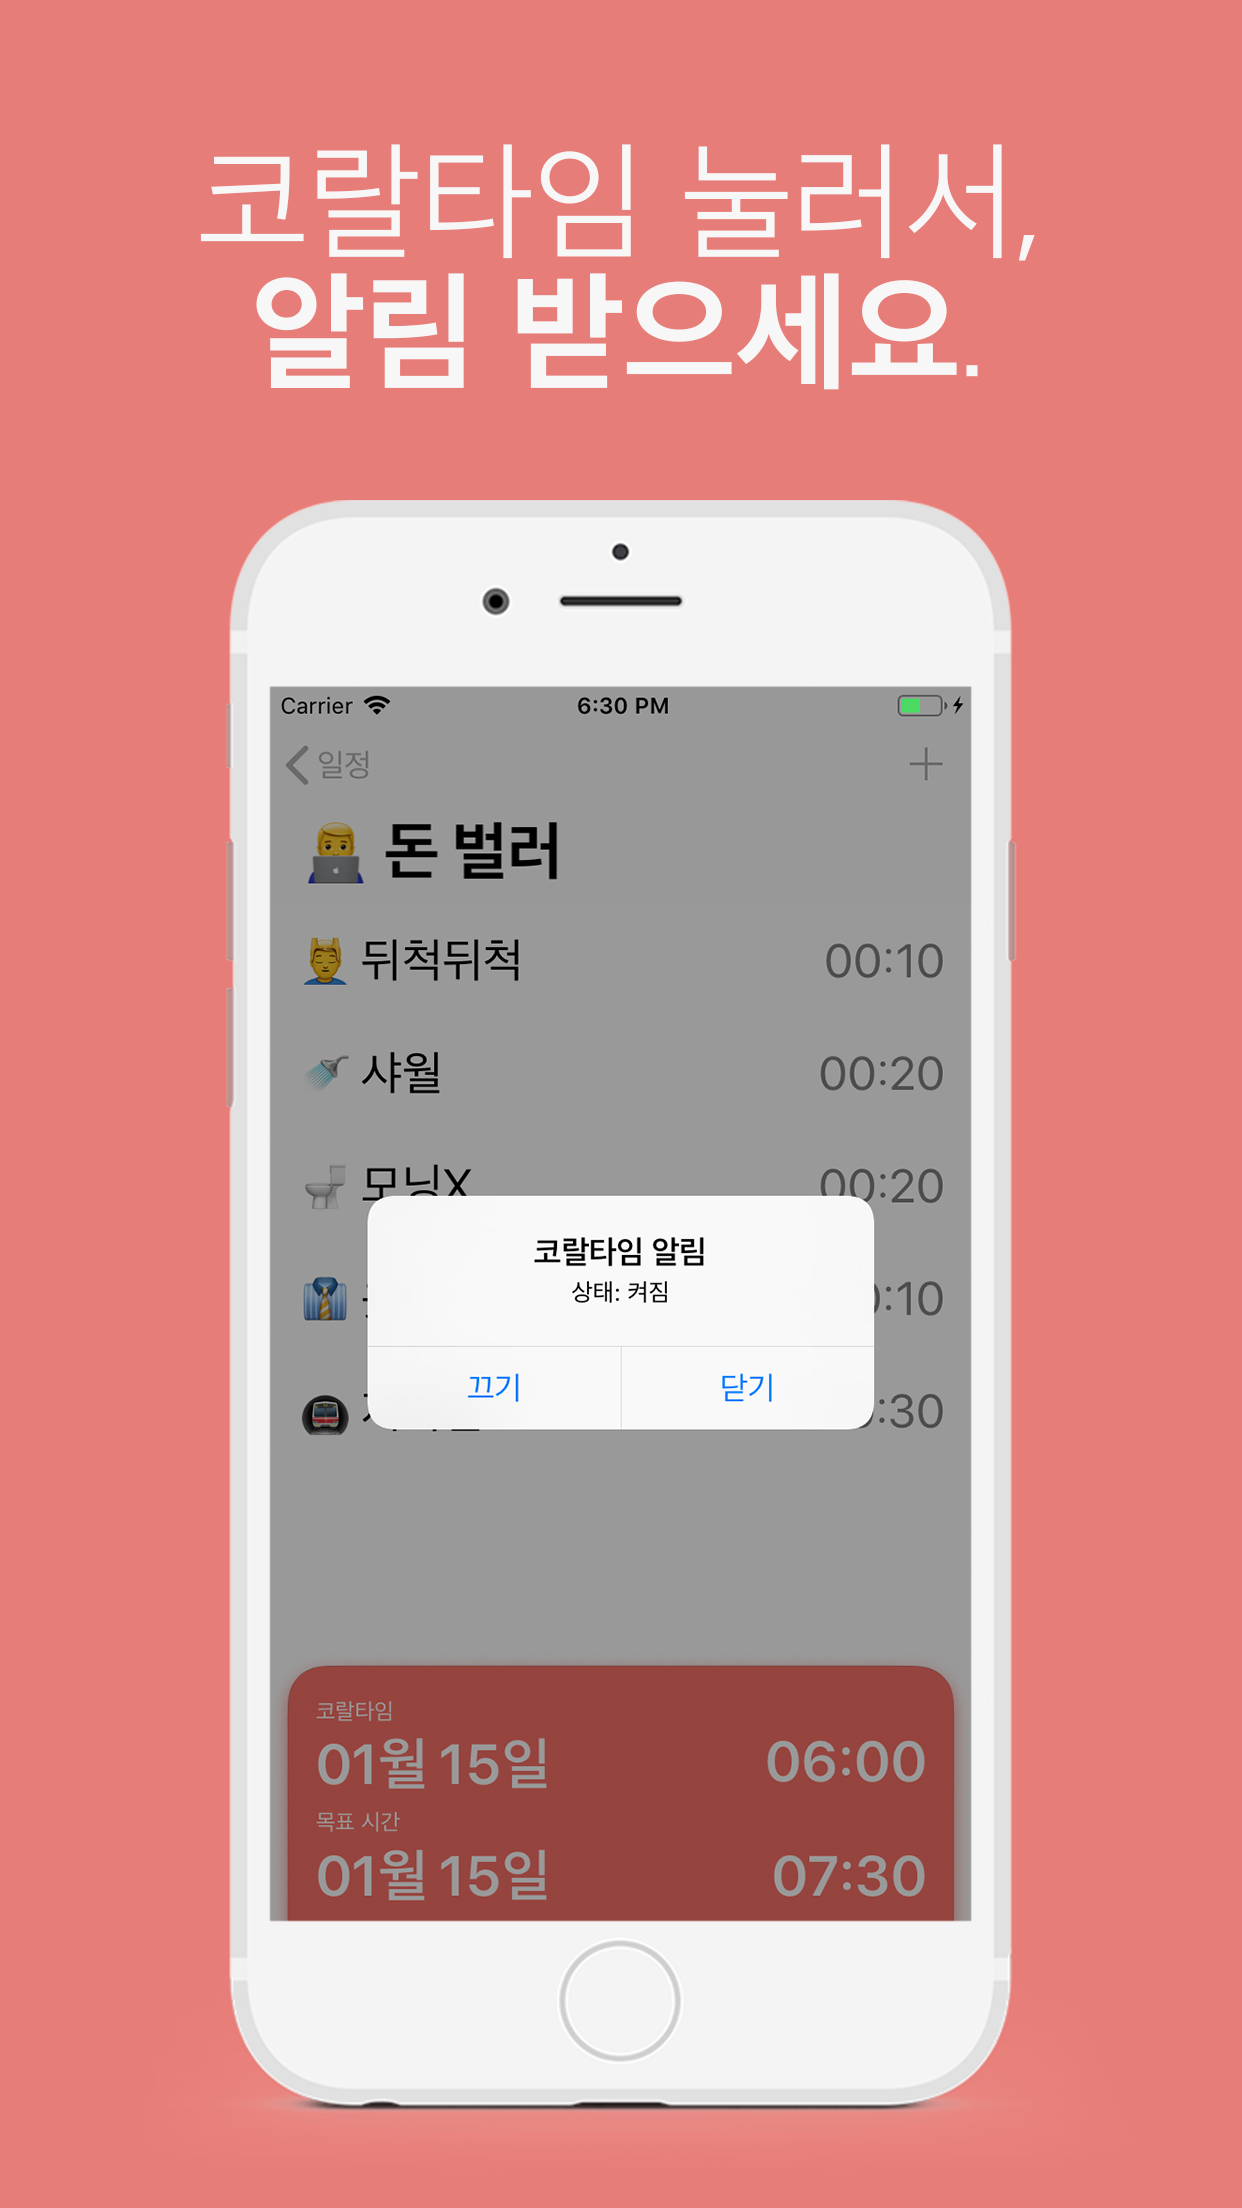 코랄타임 눌러서,
알림 받으세요.
Carrier 6:30 PM
일정
돈 벌러
뒤척뒤척 00:10
샤월 00:20
모닝X 00:20
:10
:30
코랄타임 알림
상태: 켜짐
끄기 닫기
코랄타임
01월 15일 06:00
목표 시간
01월 15일 07:30